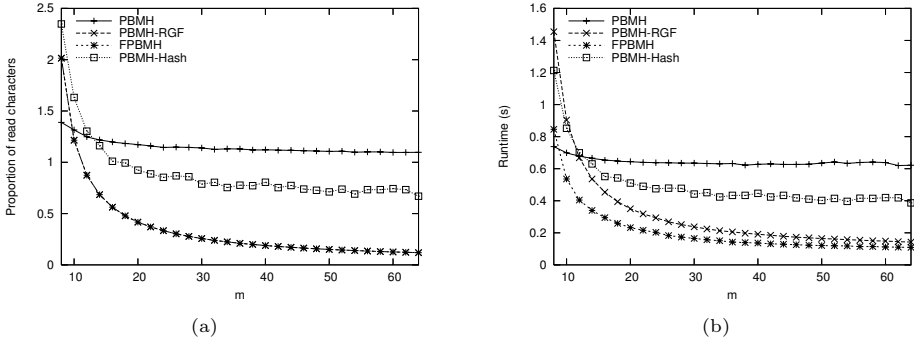 Proportion of read characters
2.5
2
1.5
1
0.5
0
10
20
30
40
50
60
m
PBMH
PBMH-RGF
FPBMH
PBMH-Hash
(a)
Runtime (s)
1.6
1.4
1.2
1
0.8
0.6
0.4
0.2
0
10
20
30
40
50
60
m
PBMH
PBMH-RGF
FPBMH
PBMH-Hash
(b)